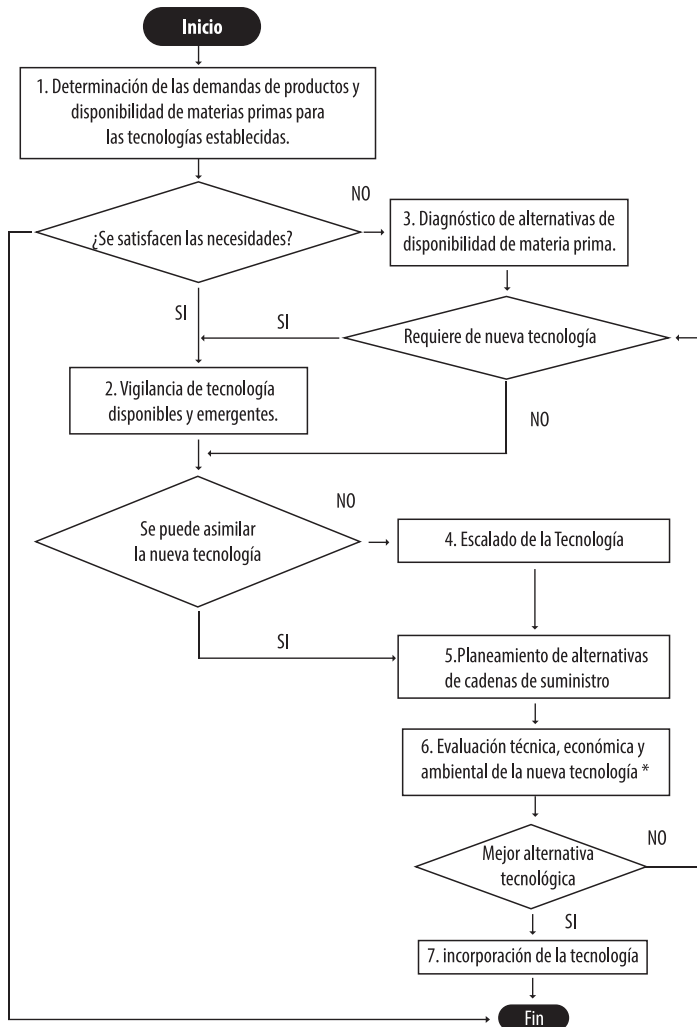 Inicio
1. Determinación de las demandas de productos y
disponibilidad de materias primas para
las tecnologías establecidas.
NO
¿Se satisfacen las necesidades?
3. Diagnóstico de alternativas de
disponibilidad de materia prima.
SI
SI
Requiere de nueva tecnología
2. Vigilancia de tecnología
disponibles y emergentes.
NO
NO
Se puede asimilar
la nueva tecnología
4. Escalado de la Tecnología
SI
5.Planeamiento de alternativas
de cadenas de suministro
6. Evaluación técnica, económica y
ambiental de la nueva tecnología *
NO
Mejor alternativa
tecnológica
SI
7. incorporación de la tecnología
Fin